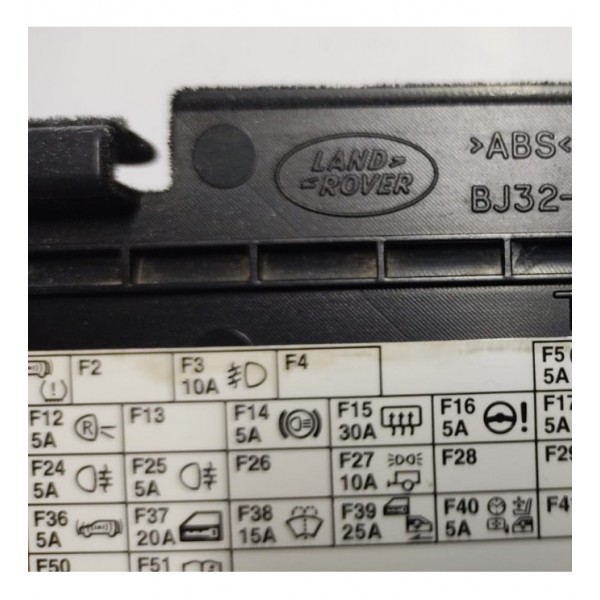 LAND
ROVER
>ABS<
BJ32-
F2 F3 F4 F5
10A 5A
F12 F13 F14 F15 F16 F17
5A R 5A 30A 5A ! 5A
F24 F25 F26 F27 F28 F29
5A 5A 10A
F36 F37 F38 F39 F40 F41
5A 20A 15A 25A 5A
F50 F51